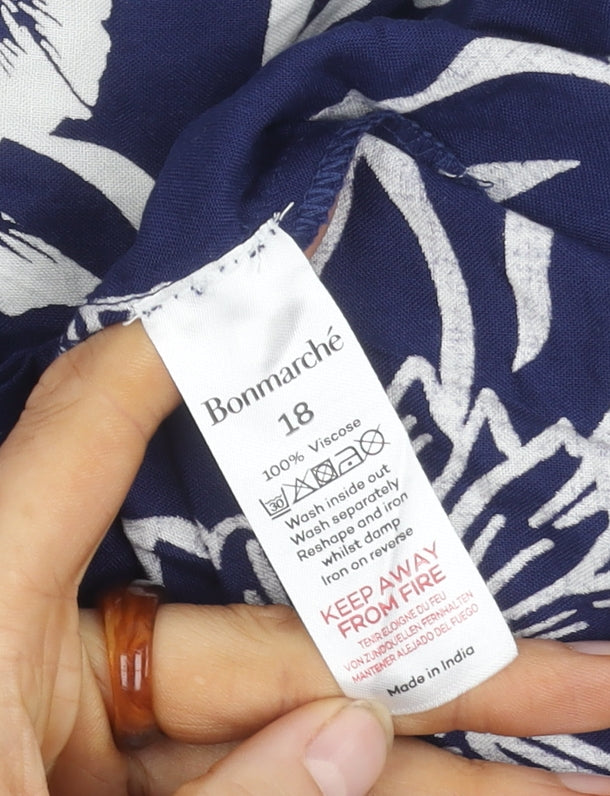 Bonmarché
18
100% Viscose
30°
Wash inside out
Wash separately
Reshape and iron
whilst damp
Iron on reverse
KEEP AWAY
FROM FIRE
TENIR ELOIGNE DU FEU
VON ZUNDQUELLEN FERNHALTEN
MANTENER ALEJADO DEL FUEGO
Made in India